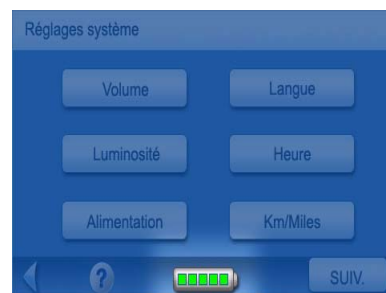 Réglages système
Volume
Langue
Luminosité
Heure
Alimentation
Km/Miles
?
SUIV.